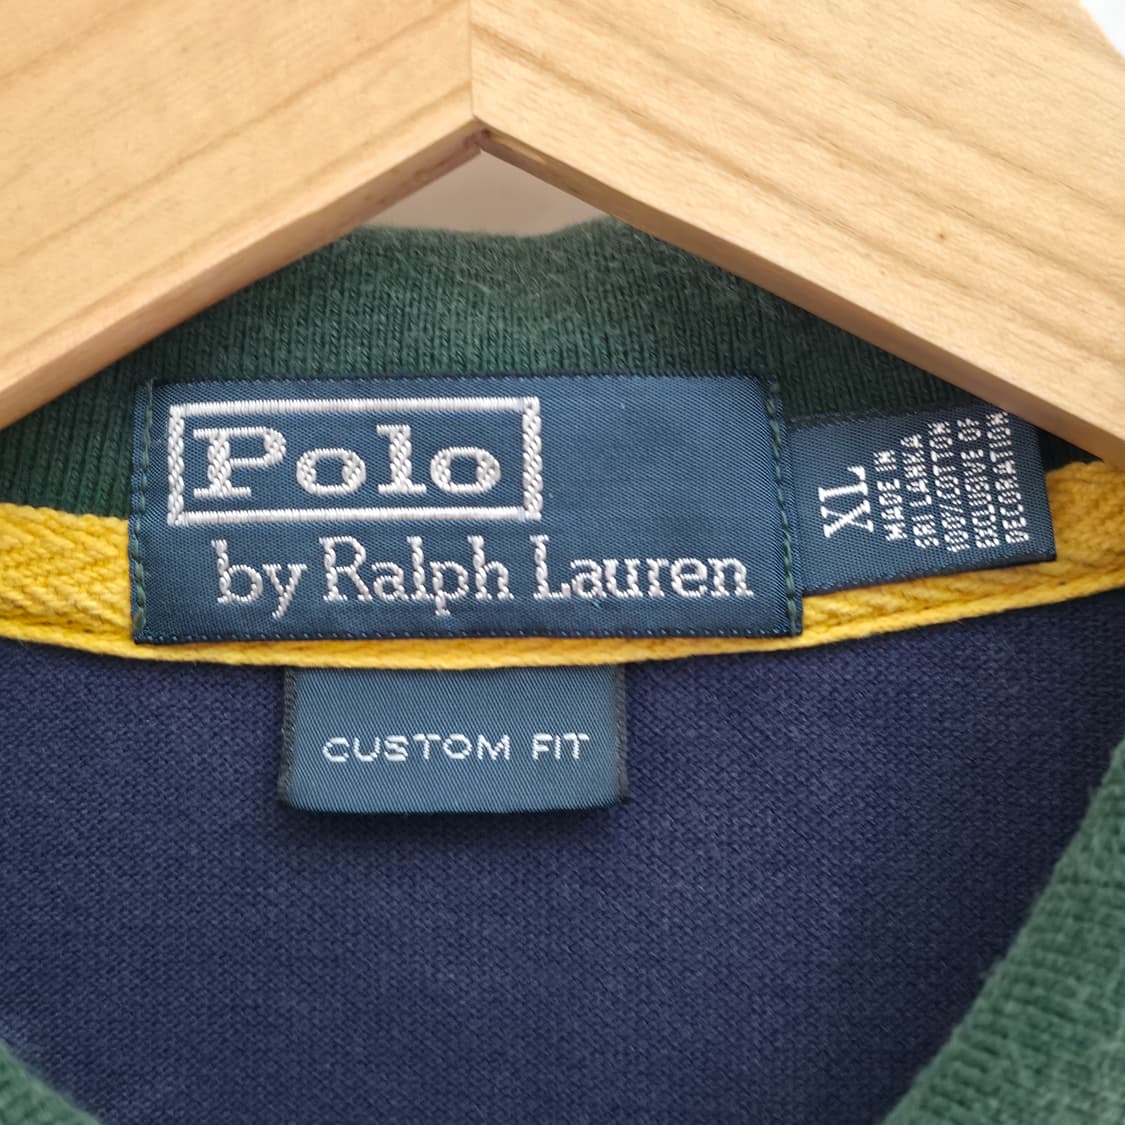 Polo
by Ralph Lauren
XL
MADE IN
SRI LANKA
100%COTTON
EXCLUSIVE OF
DECORATION
CUSTOM FIT